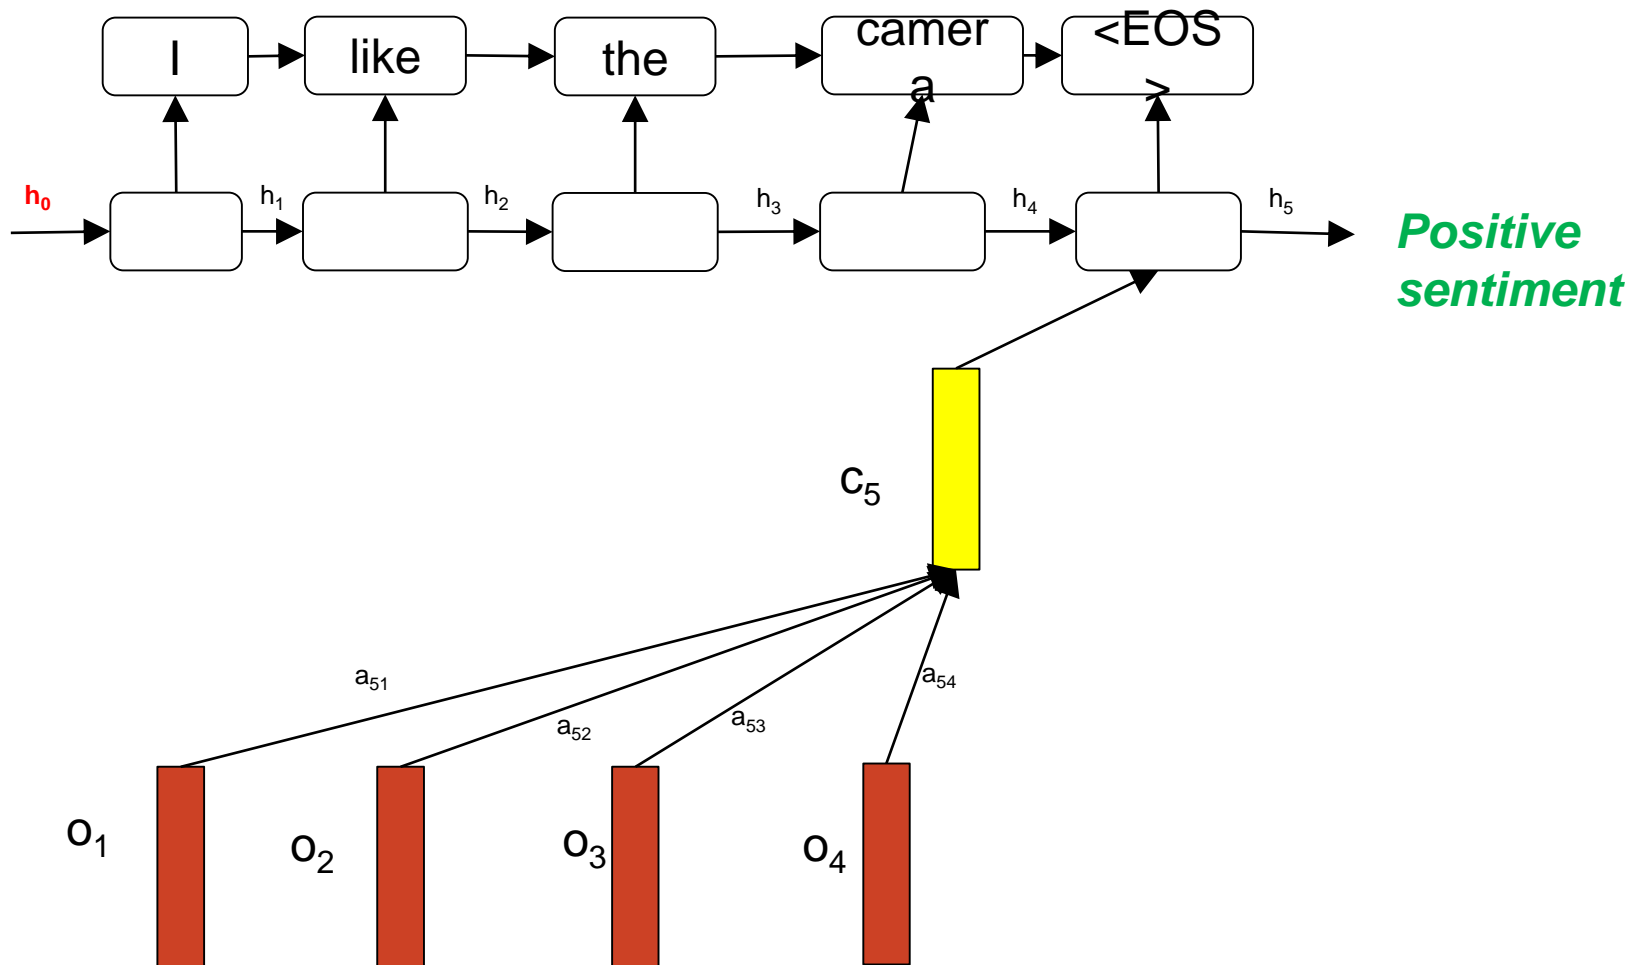 I
like
the
camer
a
<EOS
>
h₀
h₁
h₂
h₃
h₄
h₅
Positive
sentiment
c₅
a₅₁
a₅₂
a₅₃
a₅₄
o₁
o₂
o₃
o₄